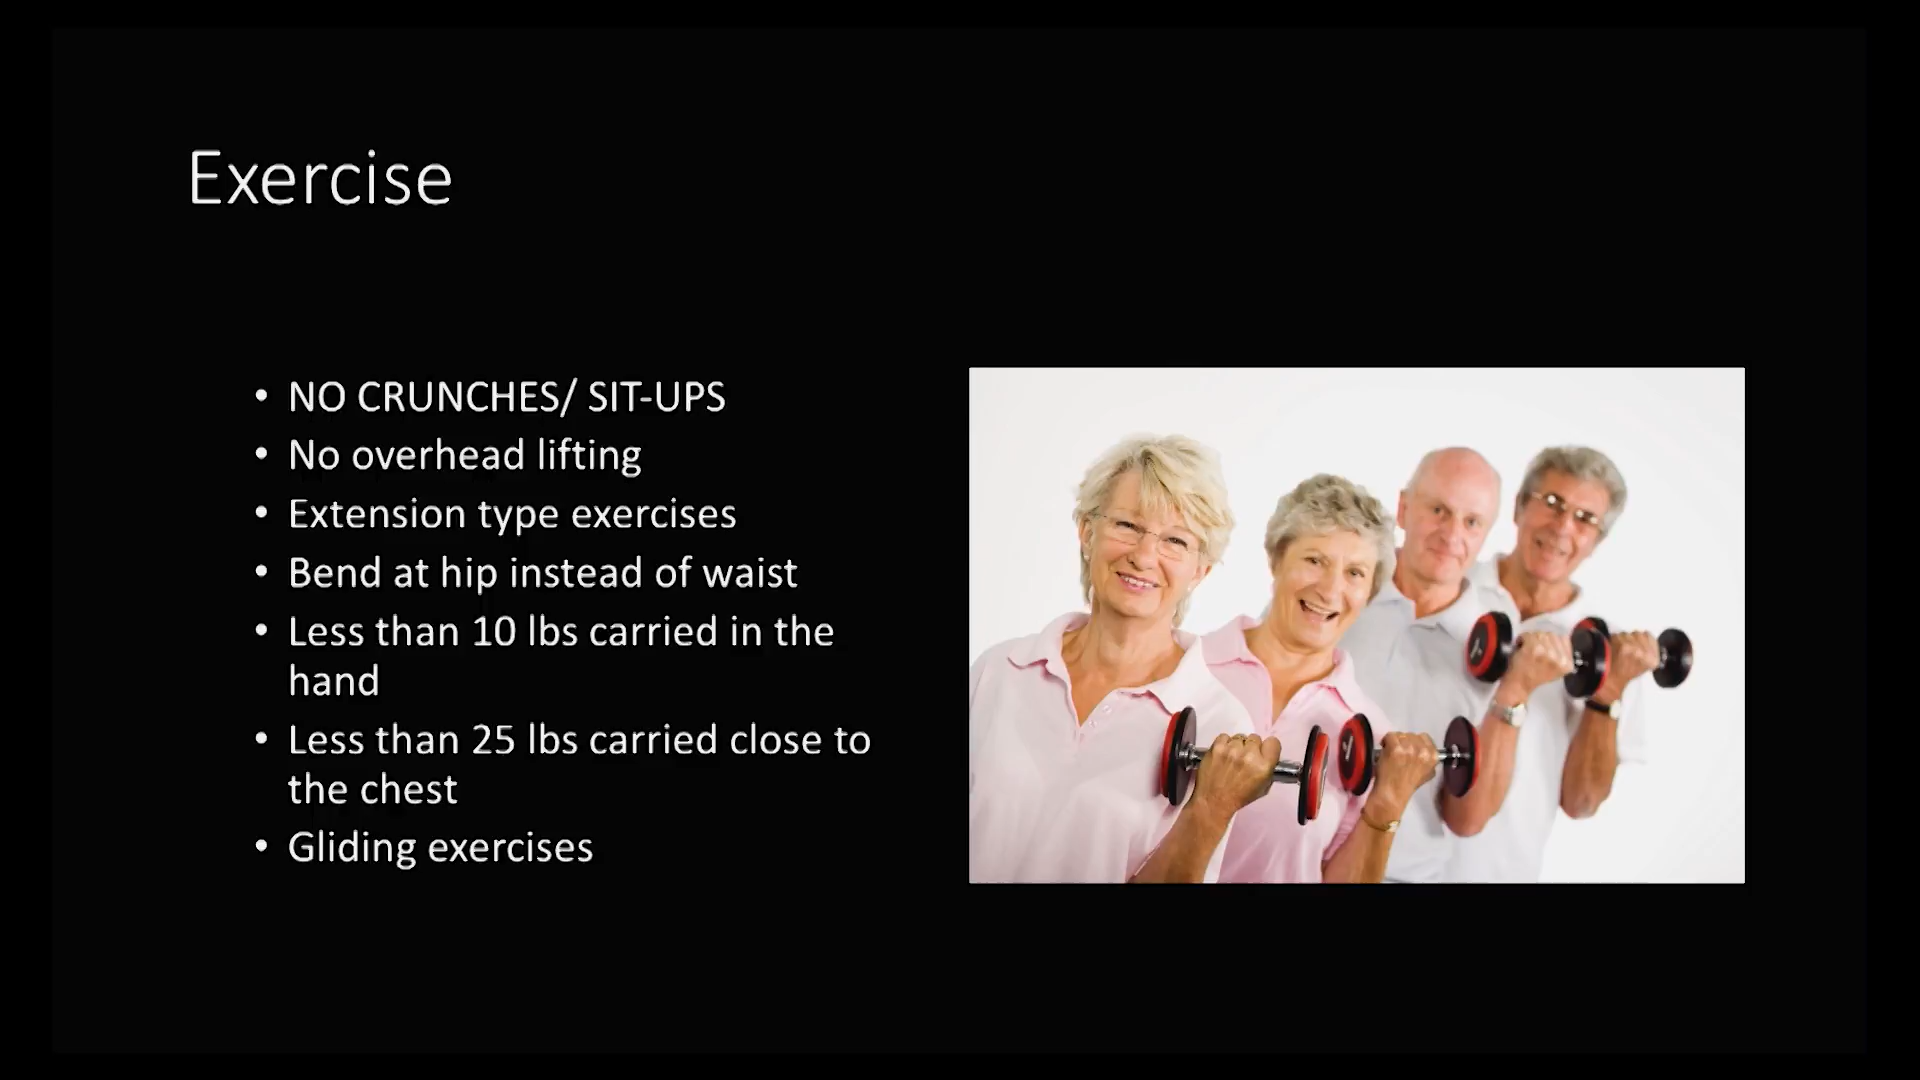 Exercise
• NO CRUNCHES/ SIT-UPS
• No overhead lifting
• Extension type exercises
• Bend at hip instead of waist
• Less than 10 lbs carried in the
hand
• Less than 25 lbs carried close to
the chest
• Gliding exercises